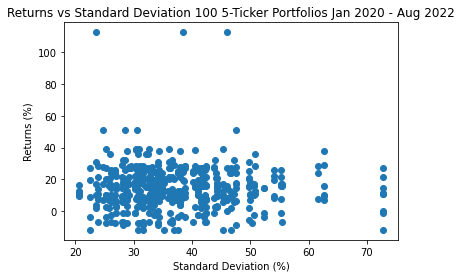 Returns vs Standard Deviation 100 5-Ticker Portfolios Jan 2020 - Aug 2022
Returns (%)
100
80
60
40
20
0
20 30 40 50 60 70
Standard Deviation (%)